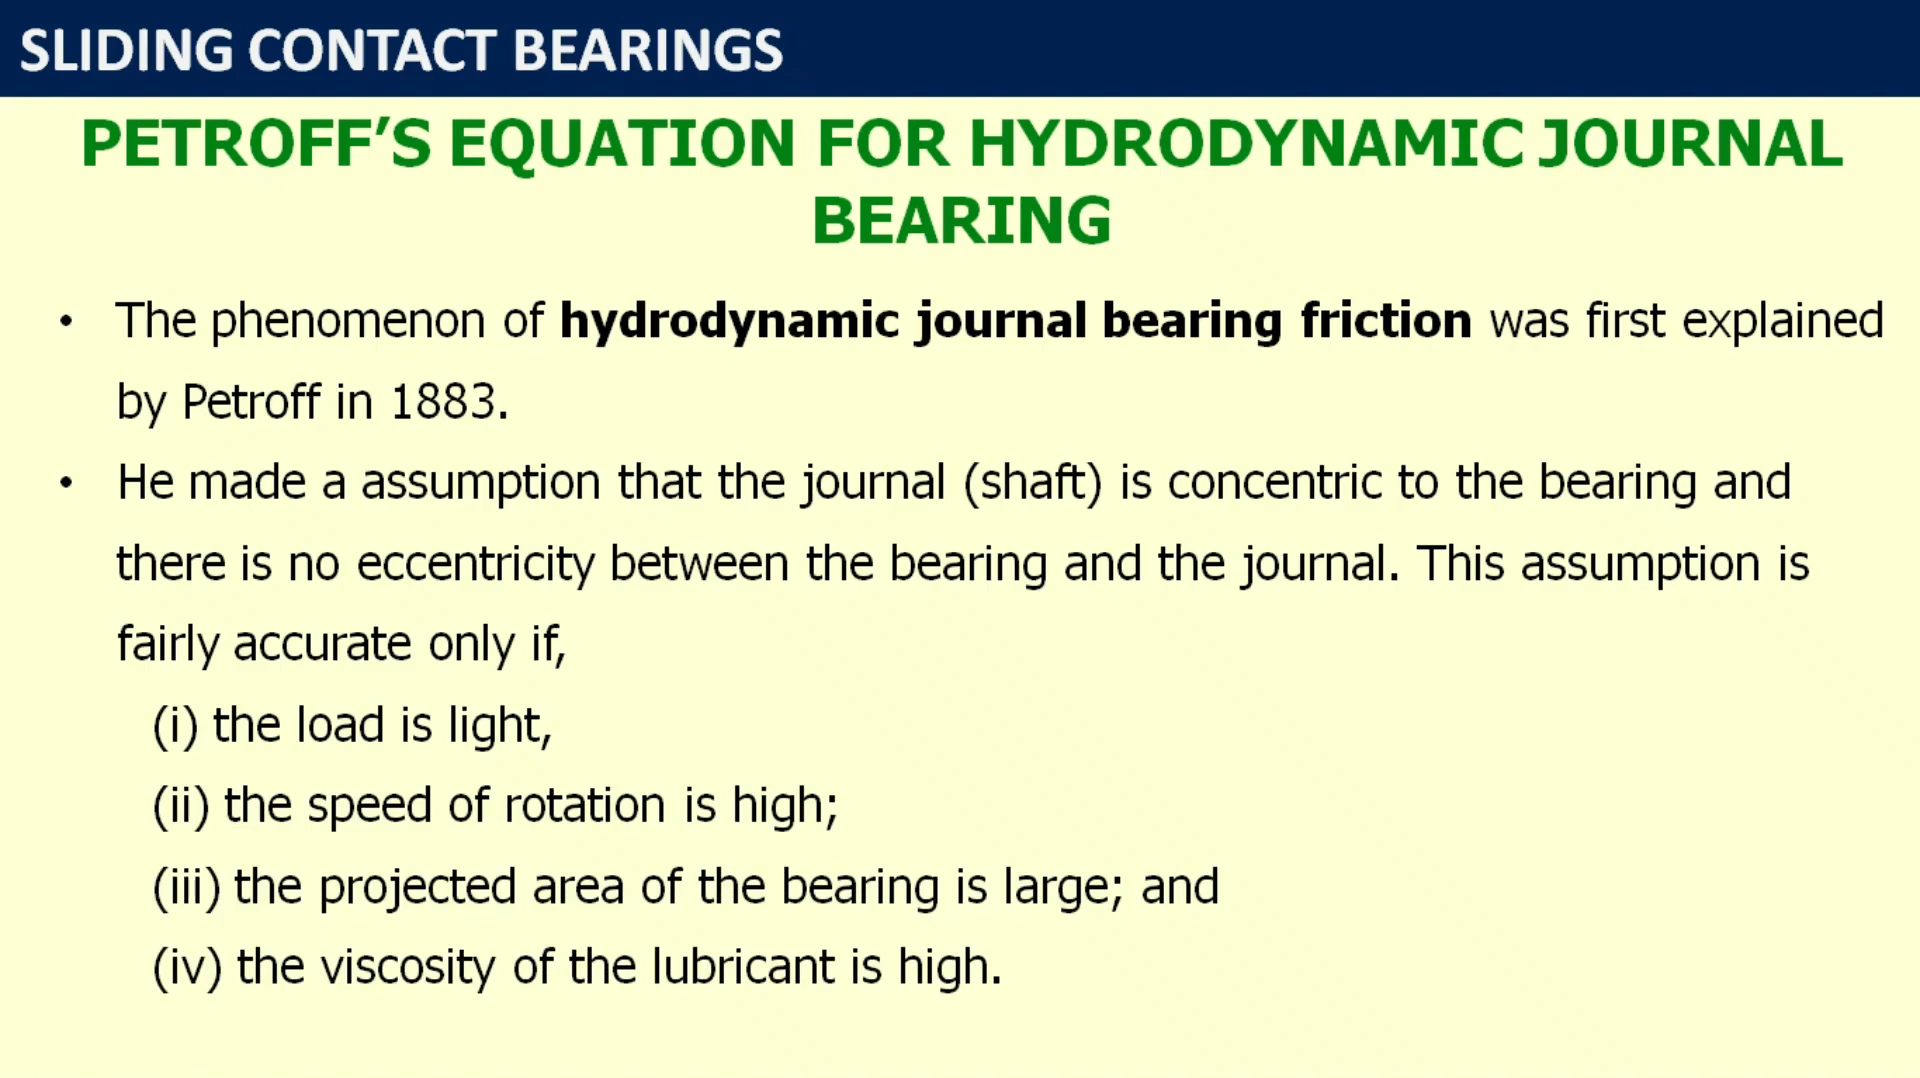 SLIDING CONTACT BEARINGS
PETROFF’S EQUATION FOR HYDRODYNAMIC JOURNAL
BEARING
• The phenomenon of hydrodynamic journal bearing friction was first explained
by Petroff in 1883.
• He made a assumption that the journal (shaft) is concentric to the bearing and
there is no eccentricity between the bearing and the journal. This assumption is
fairly accurate only if,
(i) the load is light,
(ii) the speed of rotation is high;
(iii) the projected area of the bearing is large; and
(iv) the viscosity of the lubricant is high.